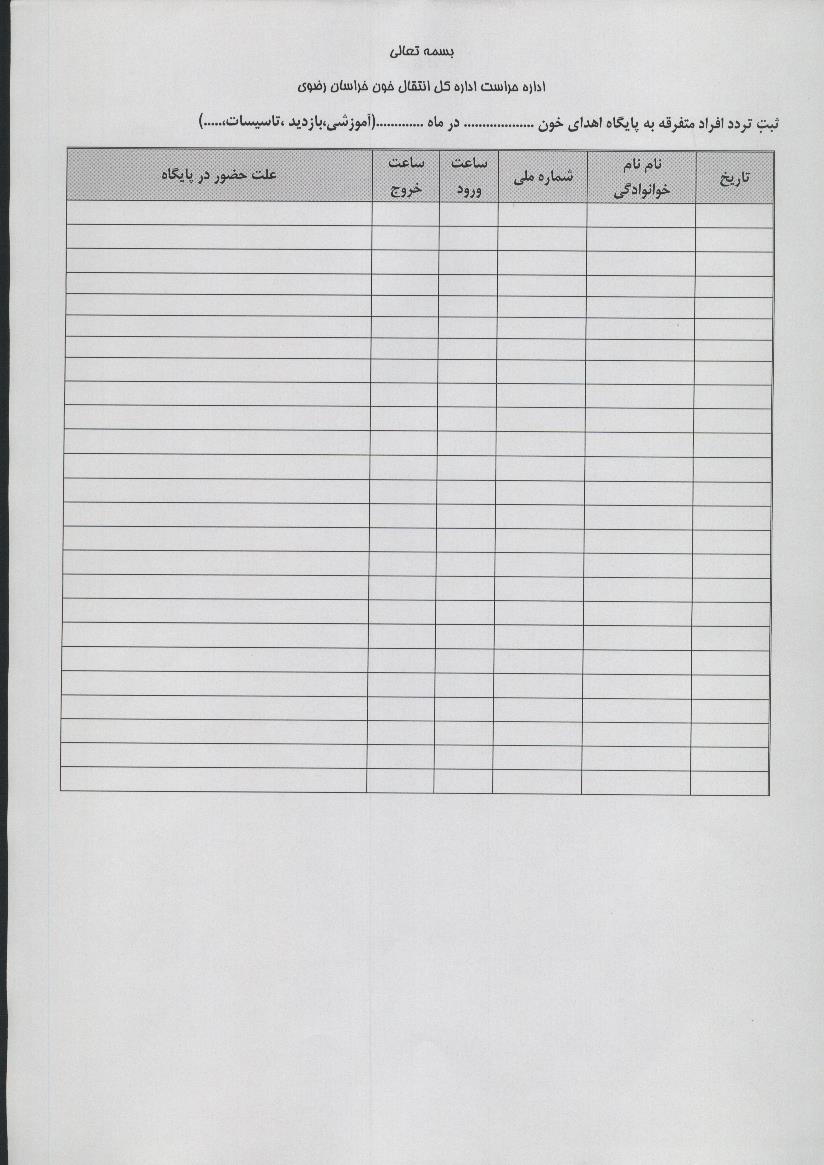 بسمه تعالی
اداره حراست اداره کل انتقال خون خراسان رضوی
ثبت تردد افراد متفرقه به پایگاه اهدای خون .................. در ماه ............(آموزشی،بازدید ،تاسیسات،.....)
تاریخ
نام نام
خوانوادگی
شماره ملی
ساعت
ورود
ساعت
خروج
علت حضور در پایگاه